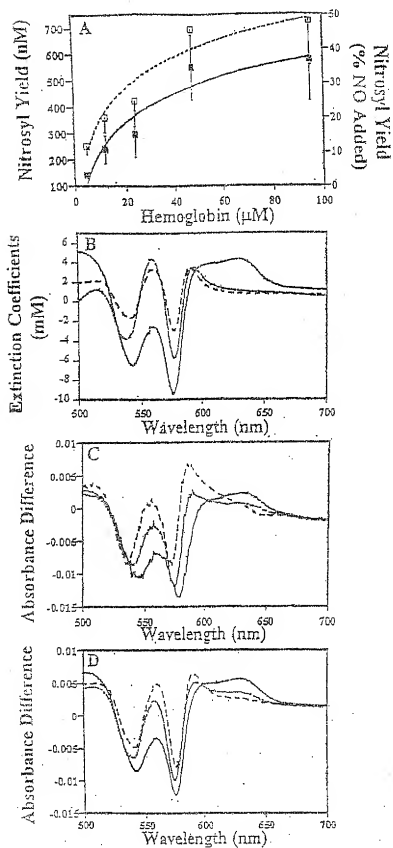 A
Nitrosyl Yield (nM)
700
600
500
400
300
200
100
50
40
30
20
10
0
Nitrosyl Yield
(% NO Added)
0 20 40 60 80 100
Hemoglobin (μM)
B
Extinction Coefficients
(mM)
6
4
2
0
-2
-4
-6
-8
-10
500 550 600 650 700
Wavelength (nm)
C
Absorbance Difference
0.01
0.005
0
-0.005
-0.01
-0.015
500 550 600 650 700
Wavelength (nm)
D
Absorbance Difference
0.01
0.005
0
-0.005
-0.01
-0.015
500 550 600 650 700
Wavelength (nm)